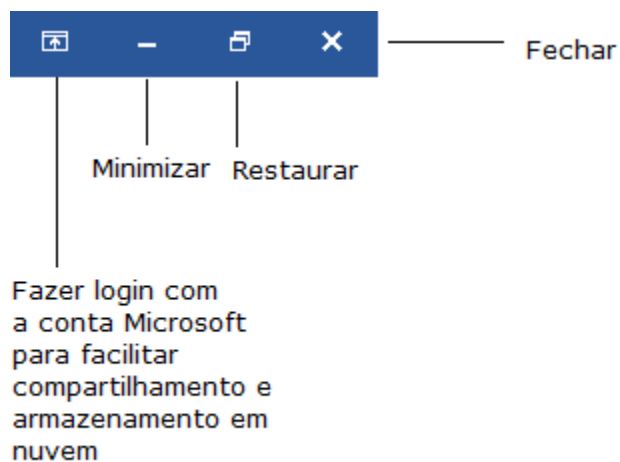 Fechar
Minimizar
Restaurar
Fazer login com
a conta Microsoft
para facilitar
compartilhamento e
armazenamento em
nuvem